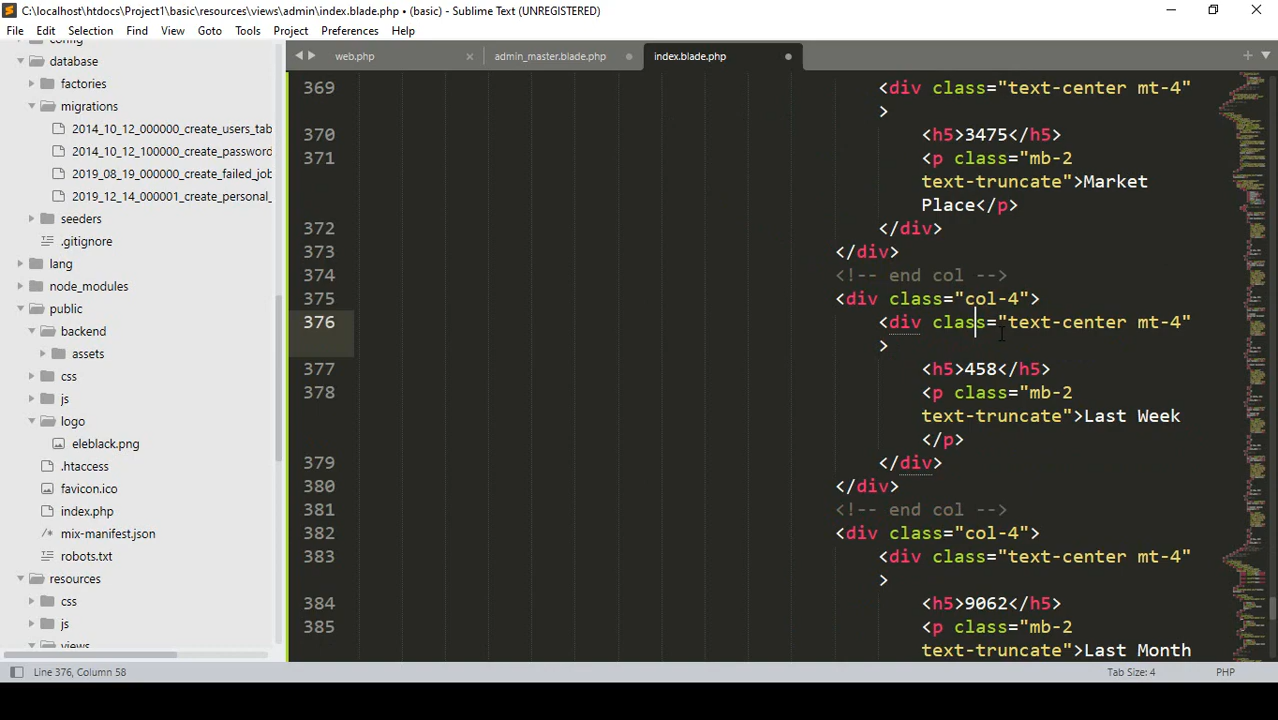 C:\localhost\htdocs\Project1\basic\resources\views\admin\index.blade.php • (basic) - Sublime Text (UNREGISTERED)
File Edit Selection Find View Goto Tools Project Preferences Help
web.php × admin_master.blade.php index.blade.php
database
factories
migrations
2014_10_12_000000_create_users_tab
2014_10_12_100000_create_password
2019_08_19_000000_create_failed_job
2019_12_14_000001_create_personal_
seeders
.gitignore
lang
node_modules
public
backend
assets
css
js
logo
eleblack.png
.htaccess
favicon.ico
index.php
mix-manifest.json
robots.txt
resources
css
js
views
369 <div class="text-center mt-4"
>
370 <h5>3475</h5>
371 <p class="mb-2
text-truncate">Market
Place</p>
372 </div>
373 </div>
374 <!-- end col -->
375 <div class="col-4">
376 <div class="text-center mt-4"
>
377 <h5>458</h5>
378 <p class="mb-2
text-truncate">Last Week
</p>
379 </div>
380 </div>
381 <!-- end col -->
382 <div class="col-4">
383 <div class="text-center mt-4"
>
384 <h5>9062</h5>
385 <p class="mb-2
text-truncate">Last Month
Line 376, Column 58 Tab Size: 4 PHP